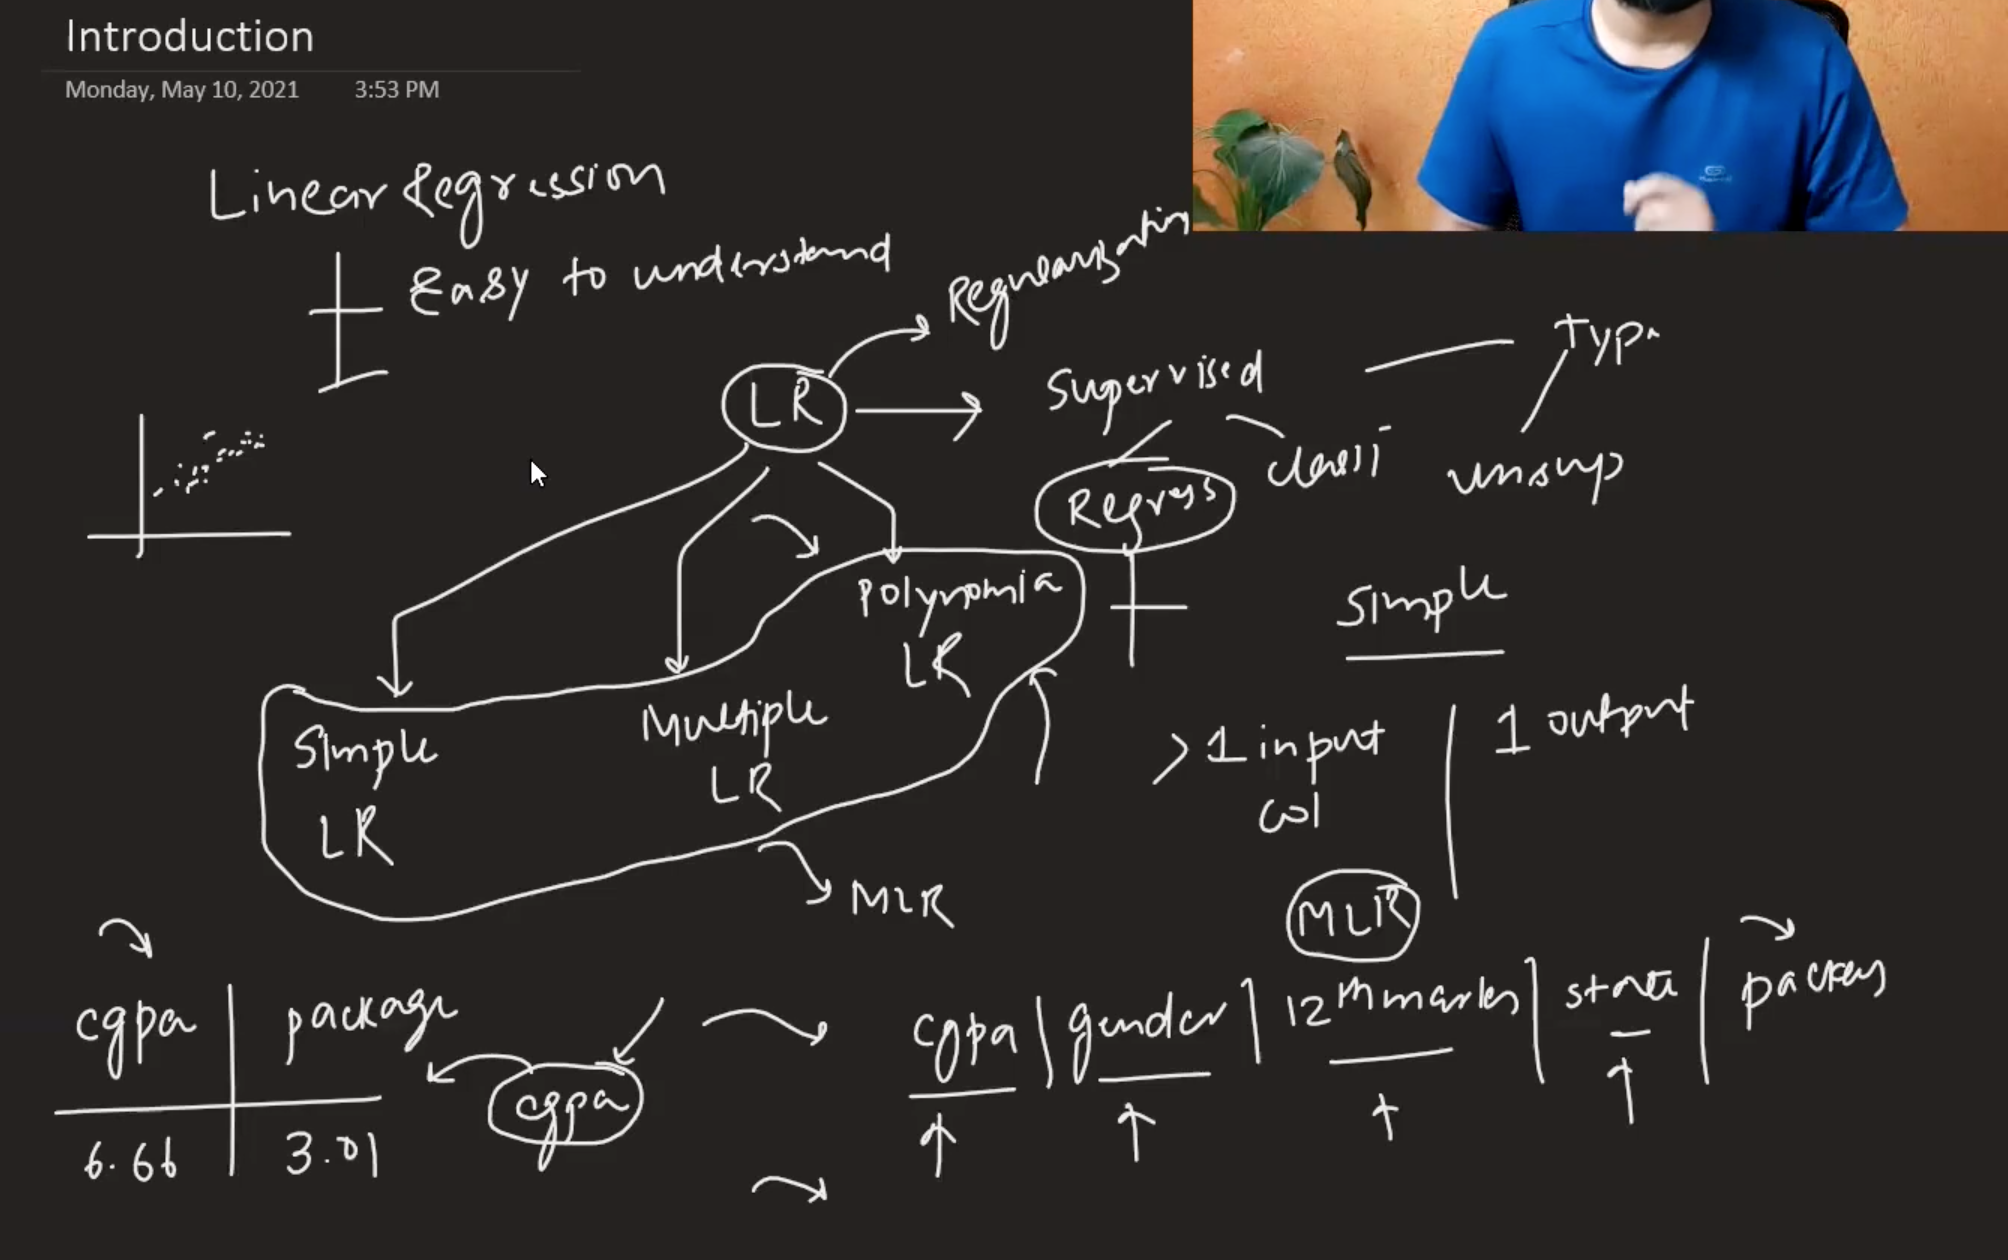 Introduction
Monday, May 10, 2021 3:53 PM
Linear Regression
Easy to understand
Regularization
LR
Supervised
Type
Regress
classi
unsup
Polynomia
LR
Simple
LR
Multiple
LR
Simple
>1 input
col
1 output
MLR
MLR
cgpa
package
6.66
3.01
cgpa
cgpa
gender
12th marks
state